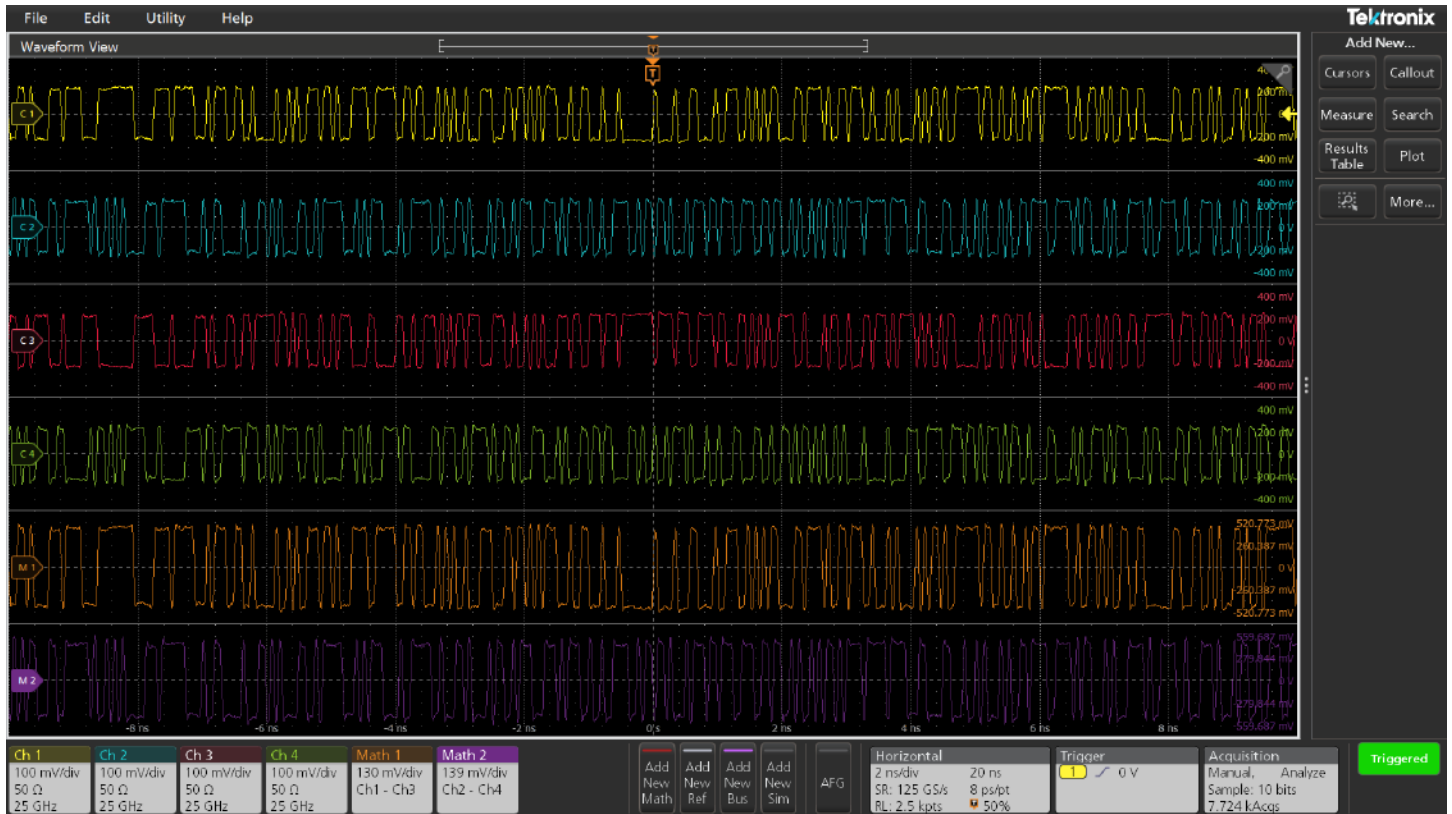 File Edit Utility Help
Tektronix
Waveform View
Add New...
Cursors Callout
Measure Search
Results Table Plot
More...
T
T
C 1
200 mV
-400 mV
C 2
400 mV
200 mV
0 V
-200 mV
-400 mV
C 3
400 mV
200 mV
0 V
-200 mV
-400 mV
C 4
400 mV
200 mV
0 V
-200 mV
-400 mV
M 1
520.773 mV
260.387 mV
0 V
-260.387 mV
-520.773 mV
M 2
559.687 mV
279.844 mV
0 V
-279.844 mV
-559.687 mV
-8 ns -6 ns -4 ns -2 ns 0 s 2 ns 4 ns 6 ns 8 ns
Ch 1
100 mV/div
50 Ω
25 GHz
Ch 2
100 mV/div
50 Ω
25 GHz
Ch 3
100 mV/div
50 Ω
25 GHz
Ch 4
100 mV/div
50 Ω
25 GHz
Math 1
130 mV/div
Ch1 - Ch3
Math 2
139 mV/div
Ch2 - Ch4
Add New Math
Add New Ref
Add New Bus
Add New Sim
AFG
Horizontal
2 ns/div 20 ns
SR: 125 GS/s 8 ps/pt
RL: 2.5 kpts 50%
Trigger
1 0 V
Acquisition
Manual, Analyze
Sample: 10 bits
7.724 kAcqs
Triggered